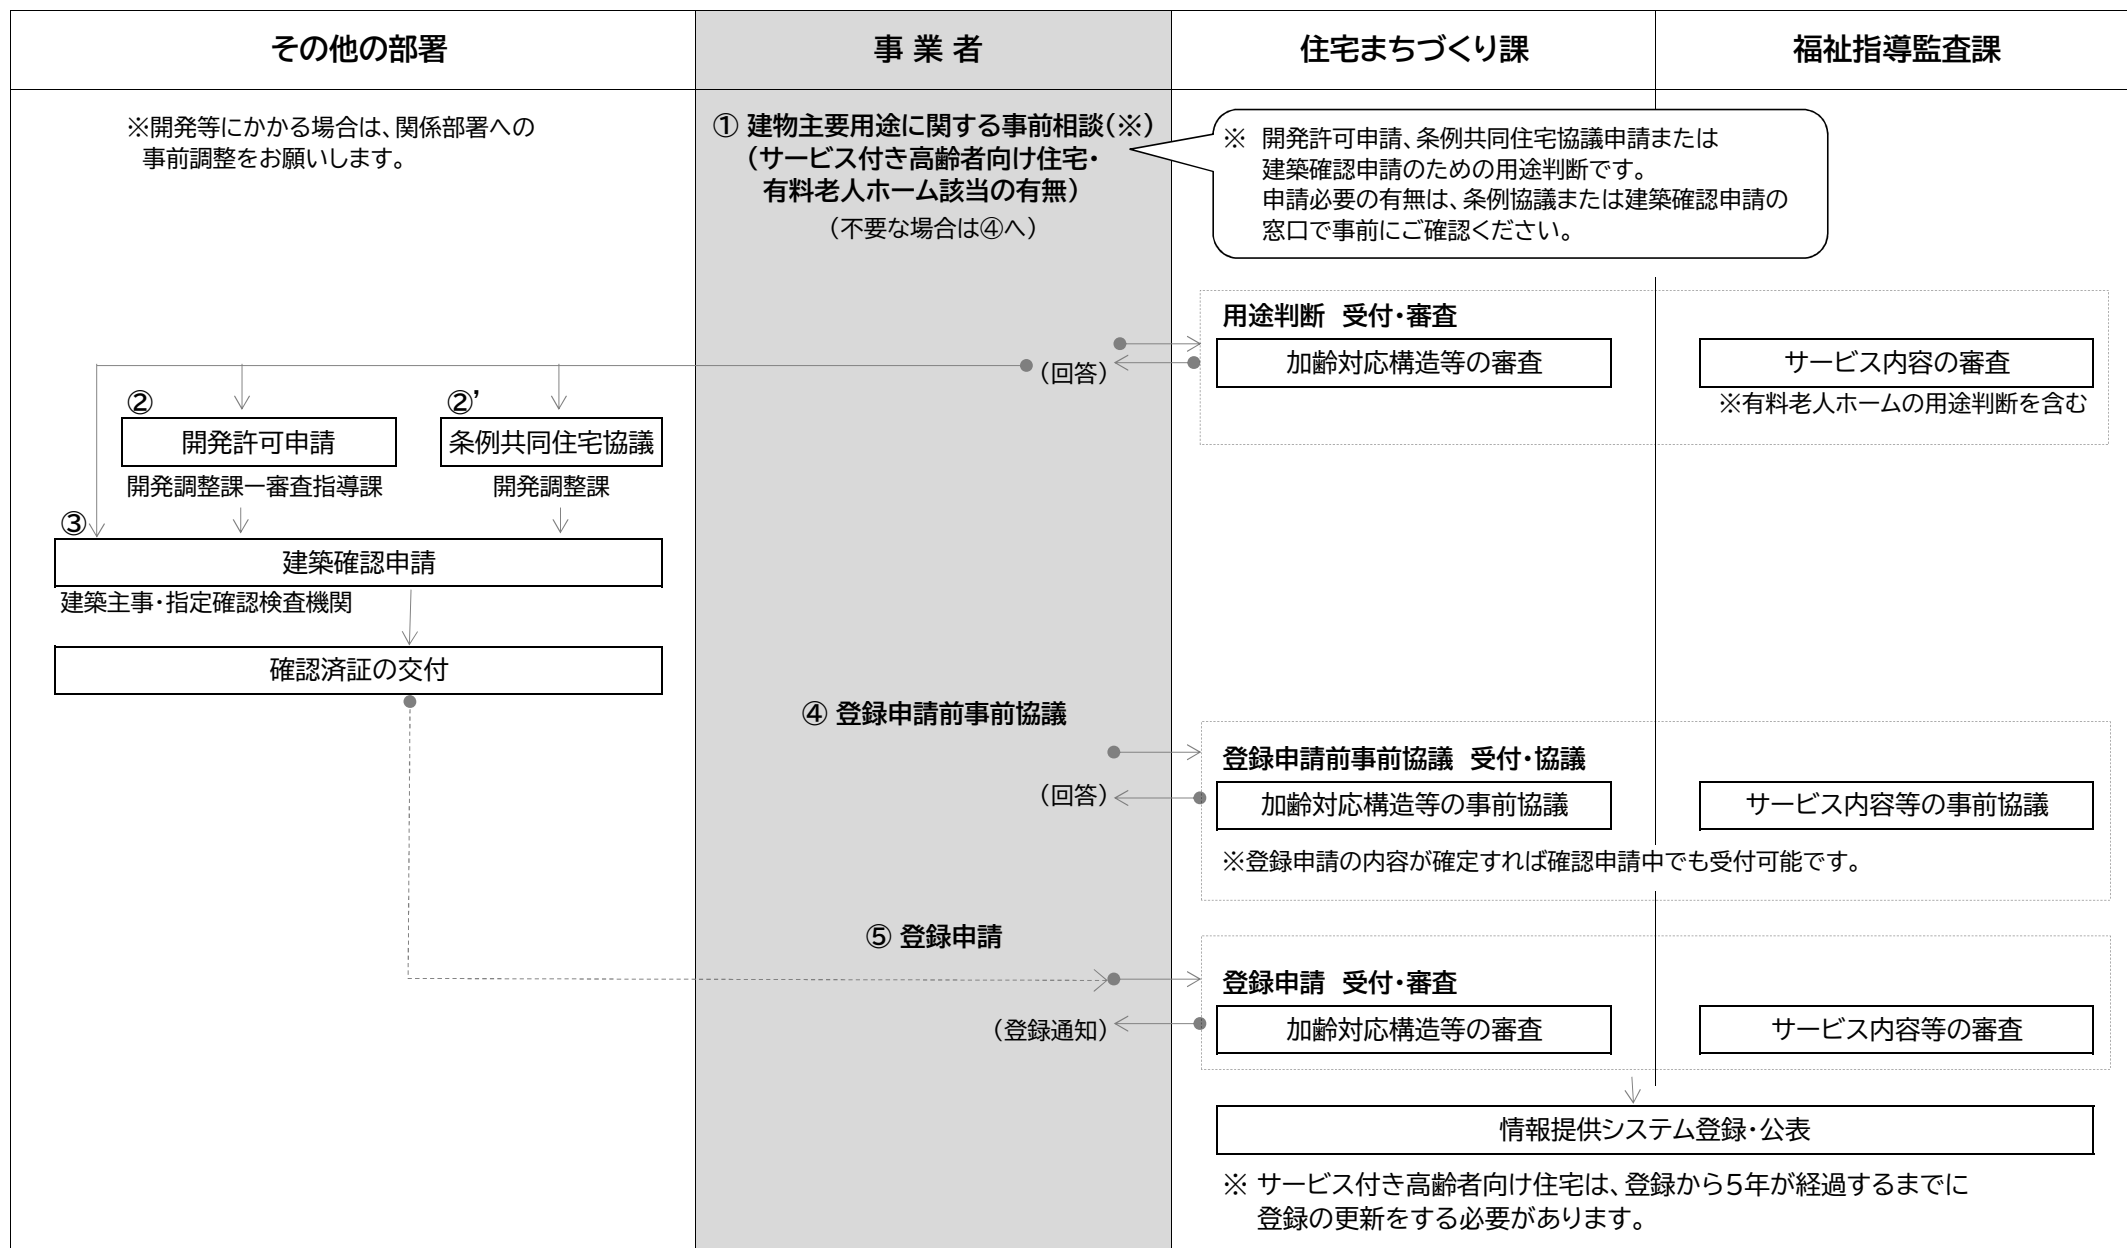 その他の部署
事 業 者
住宅まちづくり課
福祉指導監査課
※開発等にかかる場合は、関係部署への
事前調整をお願いします。
① 建物主要用途に関する事前相談(※)
(サービス付き高齢者向け住宅・
有料老人ホーム該当の有無)
(不要な場合は④へ)
※ 開発許可申請、条例共同住宅協議申請または
建築確認申請のための用途判断です。
申請必要の有無は、条例協議または建築確認申請の
窓口で事前にご確認ください。
用途判断 受付・審査
加齢対応構造等の審査
サービス内容の審査
※有料老人ホームの用途判断を含む
(回答)
②
開発許可申請
開発調整課ー審査指導課
②’
条例共同住宅協議
開発調整課
③
建築確認申請
建築主事・指定確認検査機関
確認済証の交付
④ 登録申請前事前協議
登録申請前事前協議 受付・協議
(回答)
加齢対応構造等の事前協議
サービス内容等の事前協議
※登録申請の内容が確定すれば確認申請中でも受付可能です。
⑤ 登録申請
登録申請 受付・審査
(登録通知)
加齢対応構造等の審査
サービス内容等の審査
情報提供システム登録・公表
※ サービス付き高齢者向け住宅は、登録から5年が経過するまでに
登録の更新をする必要があります。